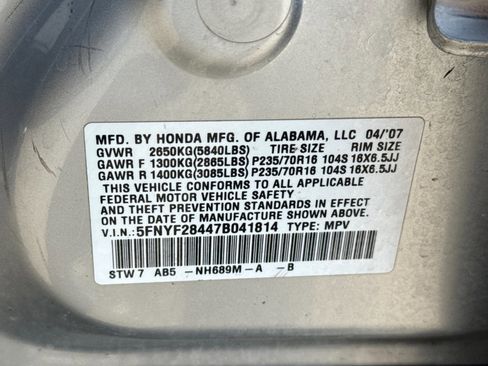 MFD. BY HONDA MFG. OF ALABAMA, LLC 04/'07
GVWR 2650KG(5840LBS) TIRE SIZE RIM SIZE
GAWR F 1300KG(2865LBS) P235/70R16 104S 16X6.5JJ
GAWR R 1400KG(3085LBS) P235/70R16 104S 16X6.5JJ
THIS VEHICLE CONFORMS TO ALL APPLICABLE
FEDERAL MOTOR VEHICLE SAFETY
AND THEFT PREVENTION STANDARDS IN EFFECT
ON THE DATE OF MANUFACTURE SHOWN ABOVE.
V.I.N.: 5FNYF28447B041814 TYPE: MPV
STW7 AB5 -NH689M-A -B